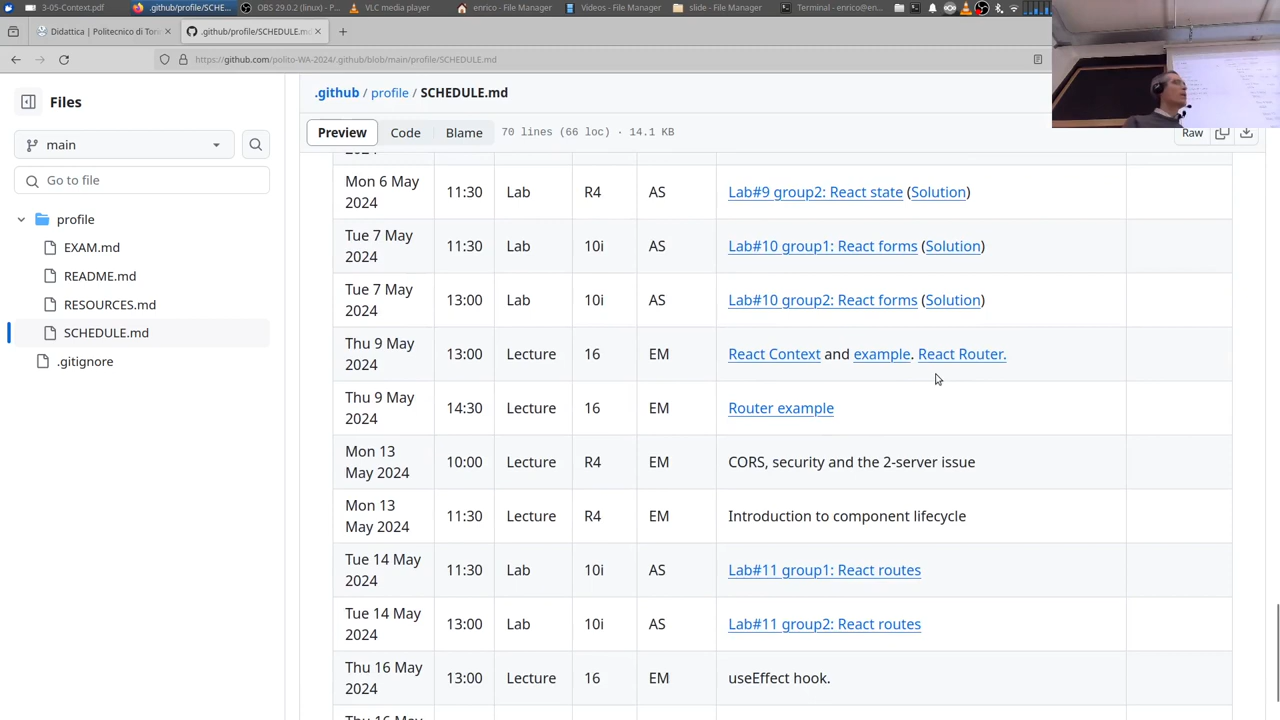 3-05-Context.pdf
.github/profile/SCHE...
OBS 29.0.2 (linux) - P...
VLC media player
enrico - File Manager
Videos - File Manager
slide - File Manager
Terminal - enrico@en...
Didattica | Politecnico di Tori
.github/profile/SCHEDULE.md
https://github.com/polito-WA-2024/.github/blob/main/profile/SCHEDULE.md
Files
main
Go to file
profile
EXAM.md
README.md
RESOURCES.md
SCHEDULE.md
.gitignore
.github / profile / SCHEDULE.md
Preview Code Blame 70 lines (66 loc) · 14.1 KB Raw
2024
Mon 6 May 2024 11:30 Lab R4 AS Lab#9 group2: React state (Solution)
Tue 7 May 2024 11:30 Lab 10i AS Lab#10 group1: React forms (Solution)
Tue 7 May 2024 13:00 Lab 10i AS Lab#10 group2: React forms (Solution)
Thu 9 May 2024 13:00 Lecture 16 EM React Context and example. React Router.
Thu 9 May 2024 14:30 Lecture 16 EM Router example
Mon 13 May 2024 10:00 Lecture R4 EM CORS, security and the 2-server issue
Mon 13 May 2024 11:30 Lecture R4 EM Introduction to component lifecycle
Tue 14 May 2024 11:30 Lab 10i AS Lab#11 group1: React routes
Tue 14 May 2024 13:00 Lab 10i AS Lab#11 group2: React routes
Thu 16 May 2024 13:00 Lecture 16 EM useEffect hook.
Thu 16 May